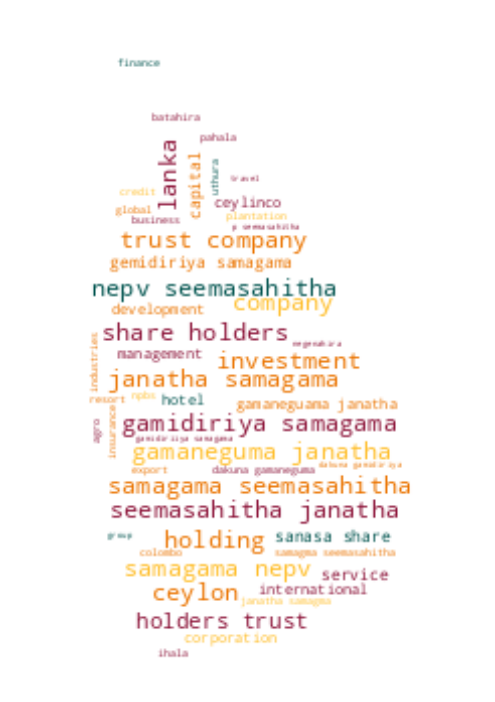 finance
batahira
pahala
lanka
capital
uthura
travel
credit
ceylinco
global
plantation
business
p seemasahitha
trust company
gemidiriya samagama
nepv seemasahitha
company
development
share holders
negenahira
industries
management
investment
janatha samagama
resort
npbs
hotel
gamaneguama janatha
agro
insurance
gamidiriya samagama
gamidiriiya samagama
gamaneguma janatha
export
dakuna gamaneguma
dakuna gamidiriya
samagama seemasahitha
seemasahitha janatha
group
holding
sanasa share
colombo
samagma seemasahitha
samagama nepv
service
ceylon
international
janatha samagma
holders trust
corporation
ihala